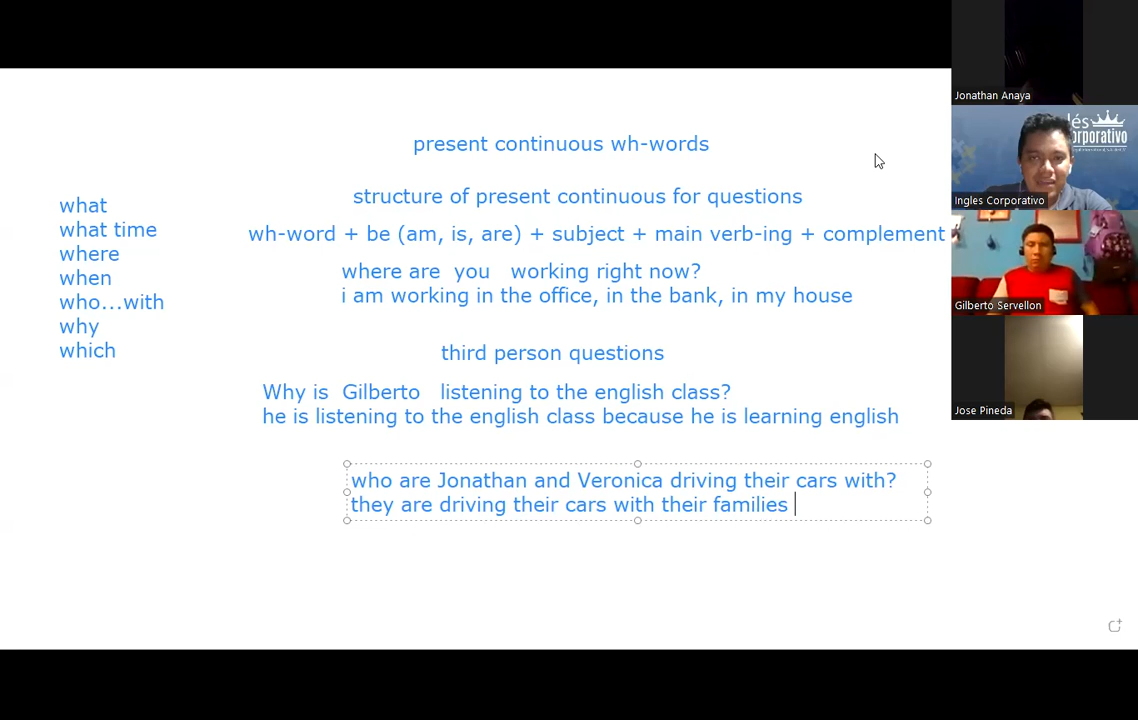 present continuous wh-words
structure of present continuous for questions
wh-word + be (am, is, are) + subject + main verb-ing + complement
what
what time
where
when
who...with
why
which
where are you working right now?
i am working in the office, in the bank, in my house
third person questions
Why is Gilberto listening to the english class?
he is listening to the english class because he is learning english
who are Jonathan and Veronica driving their cars with?
they are driving their cars with their families
Jonathan Anaya
lés
orporativo
Ingles Corporativo
Gilberto Servellon
Jose Pineda